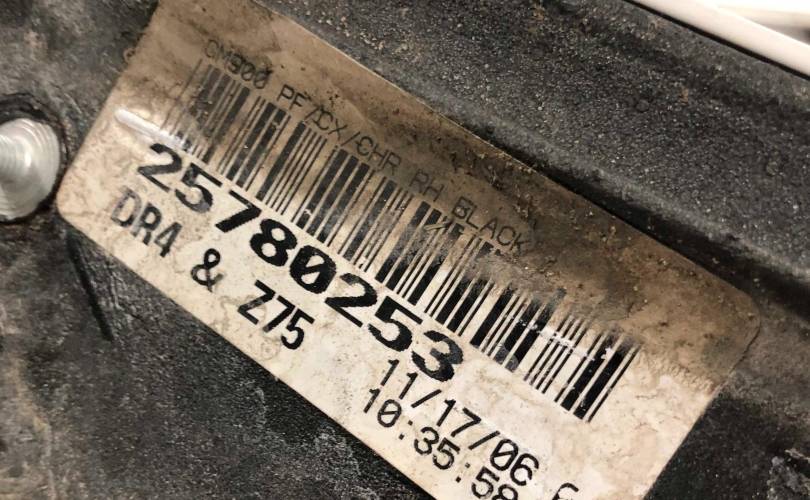 GM900 PF/CX/CHR RH BLACK
25780253
DR4 & Z75
11/17/06
10:35:58